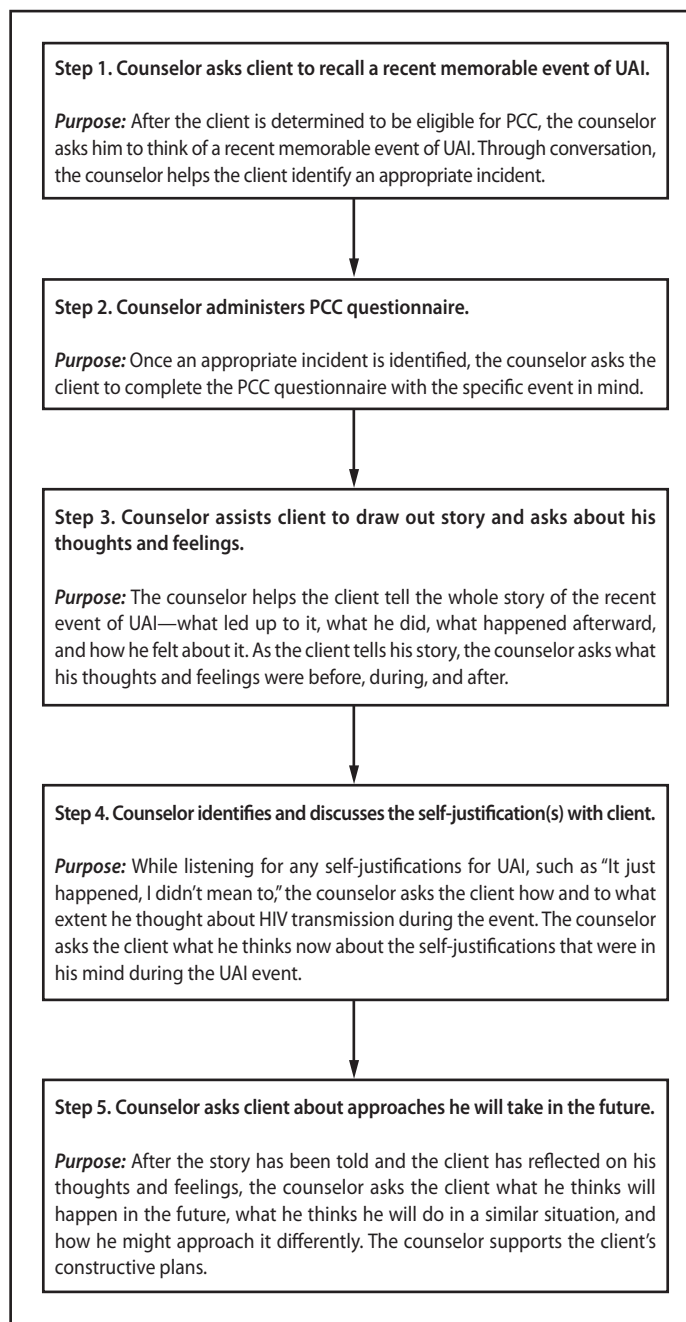 Step 1. Counselor asks client to recall a recent memorable event of UAI.
Purpose: After the client is determined to be eligible for PCC, the counselor
asks him to think of a recent memorable event of UAI. Through conversation,
the counselor helps the client identify an appropriate incident.
Step 2. Counselor administers PCC questionnaire.
Purpose: Once an appropriate incident is identified, the counselor asks the
client to complete the PCC questionnaire with the specific event in mind.
Step 3. Counselor assists client to draw out story and asks about his
thoughts and feelings.
Purpose: The counselor helps the client tell the whole story of the recent
event of UAI—what led up to it, what he did, what happened afterward,
and how he felt about it. As the client tells his story, the counselor asks what
his thoughts and feelings were before, during, and after.
Step 4. Counselor identifies and discusses the self-justification(s) with client.
Purpose: While listening for any self-justifications for UAI, such as “It just
happened, I didn’t mean to,” the counselor asks the client how and to what
extent he thought about HIV transmission during the event. The counselor
asks the client what he thinks now about the self-justifications that were in
his mind during the UAI event.
Step 5. Counselor asks client about approaches he will take in the future.
Purpose: After the story has been told and the client has reflected on his
thoughts and feelings, the counselor asks the client what he thinks will
happen in the future, what he thinks he will do in a similar situation, and
how he might approach it differently. The counselor supports the client’s
constructive plans.